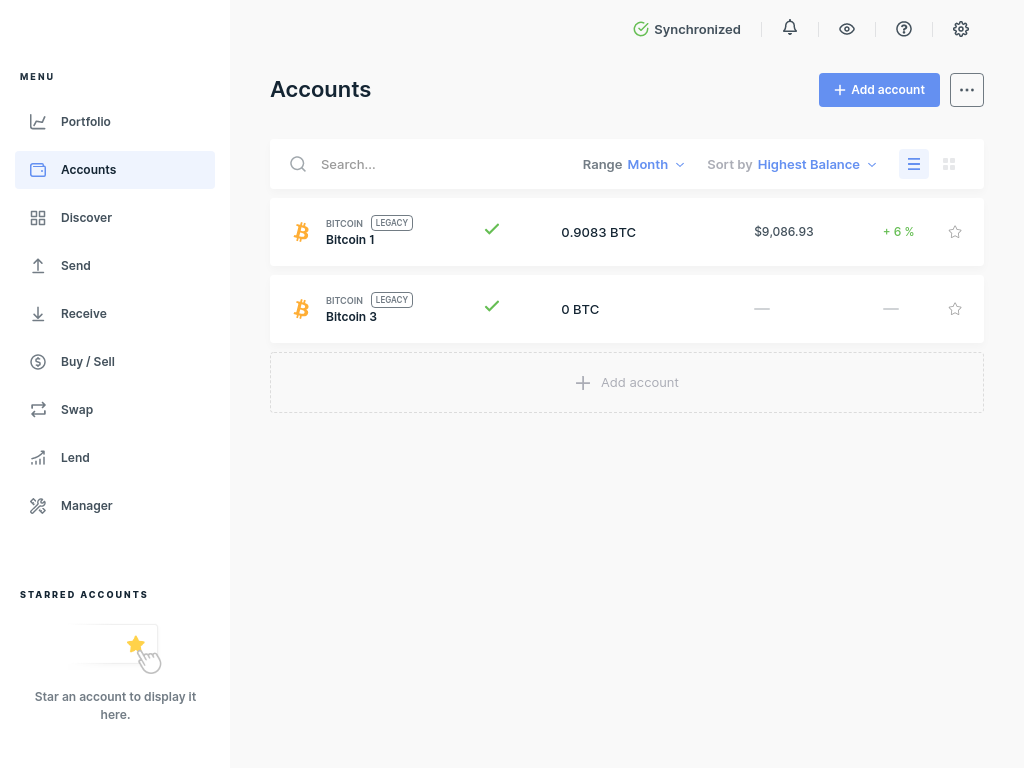 Synchronized
MENU
Portfolio
Accounts
Discover
Send
Receive
Buy / Sell
Swap
Lend
Manager
STARRED ACCOUNTS
Star an account to display it
here.
Accounts
Add account
Search...
Range Month
Sort by Highest Balance
BITCOIN LEGACY
Bitcoin 1
0.9083 BTC
$9,086.93
+ 6 %
BITCOIN LEGACY
Bitcoin 3
0 BTC
—
—
Add account